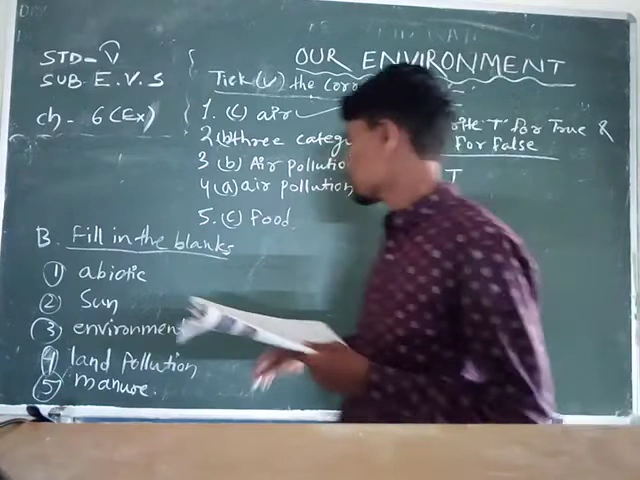 STD - V
SUB. E.V.S
Ch - 6 (Ex)
OUR ENVIRONMENT
Tick (✓) the
1. (c) air ✓
2 (b) three
3 (b) Air
4 (a) air pollution
5. (c) Food
B. Fill in the blanks
① abiotic
② Sun
③ environment
④ land Pollution
⑤ manure.
'T' for True &
for false
T